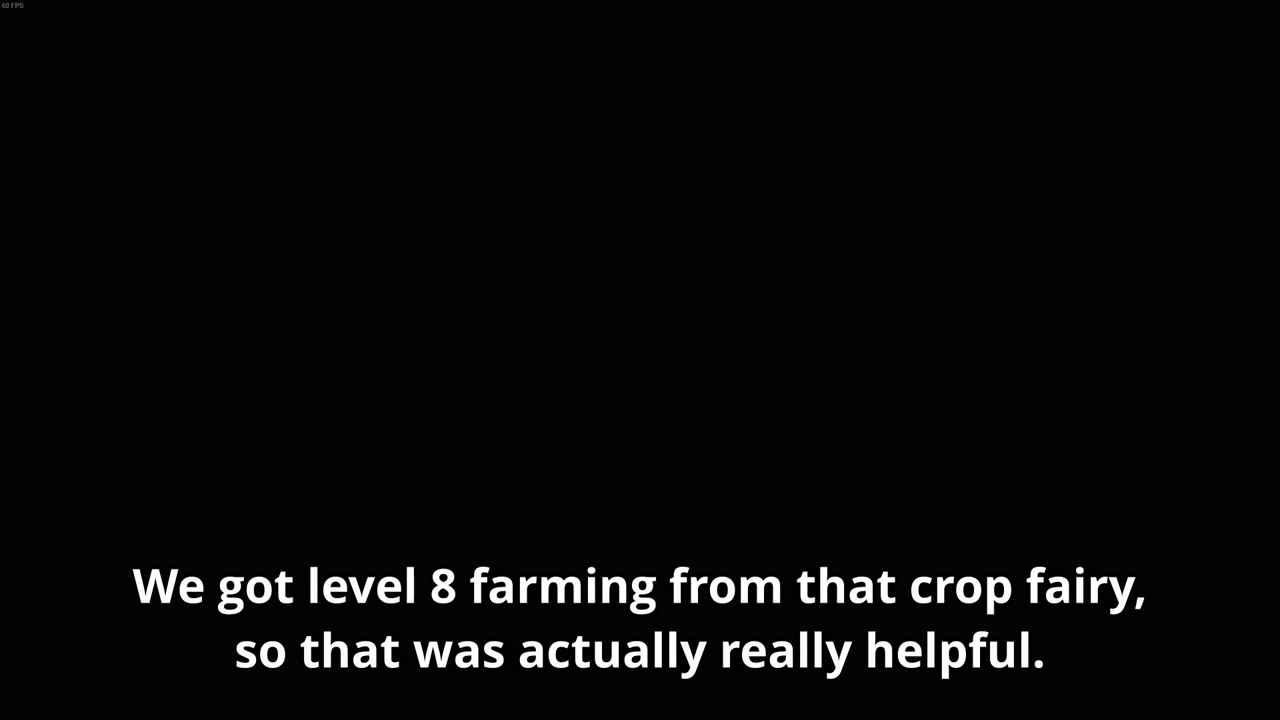 60 FPS
We got level 8 farming from that crop fairy,
so that was actually really helpful.